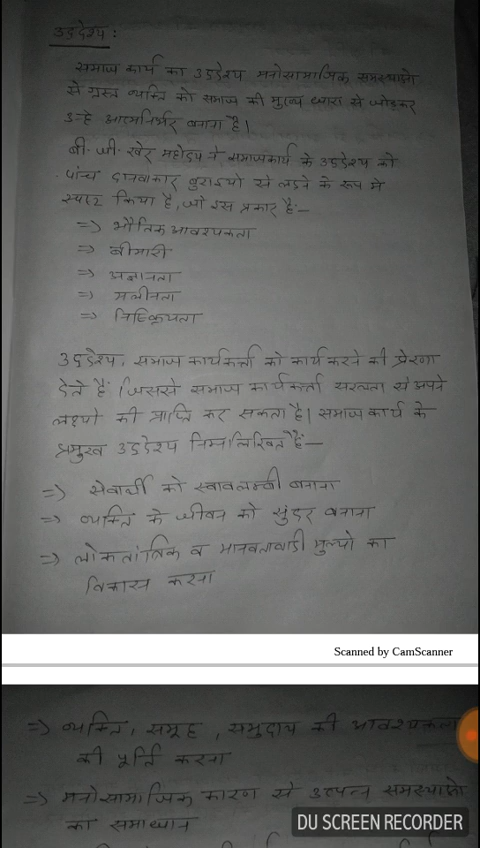 उद्देश्य :
समाज कार्य का उद्देश्य मनोसामाजिक समस्याओ
से ग्रस्त व्यक्ति को समाज की मुख्य धारा से जोडकर
उन्हे आत्मनिर्भर बनाना है।
बी. जी. खेर महोदय ने समाजकार्य के उद्देश्य को
पांच दानवाकार बुराइयो से लडने के रूप मे
स्पष्ट किया है, जो इस प्रकार है:-
=> भौतिक आवश्यकता
=> बीमारी
=> अज्ञानता
=> मलीनता
=> निष्क्रियता
उद्देश्य, समाज कार्यकर्त्ता को कार्य करने की प्रेरणा
देते है जिससे समाज कार्यकर्त्ता सरलता से अपने
लक्ष्यो की प्राप्ति कर सकता है। समाज कार्य के
प्रमुख उद्देश्य निम्नलिखित है:-
=> सेवार्थी को स्वावलम्बी बनाना
=> व्यक्ति के जीवन को सुंदर बनाना
=> लोकतांत्रिक व मानवतावादी मुल्यो का
विकास करना
Scanned by CamScanner
=> व्यक्ति, समूह, समुदाय की आवश्यकता
की पूर्ति करना
=> मनोसामाजिक कारण से उत्पन्न समस्याओ
का समाधान
DU SCREEN RECORDER